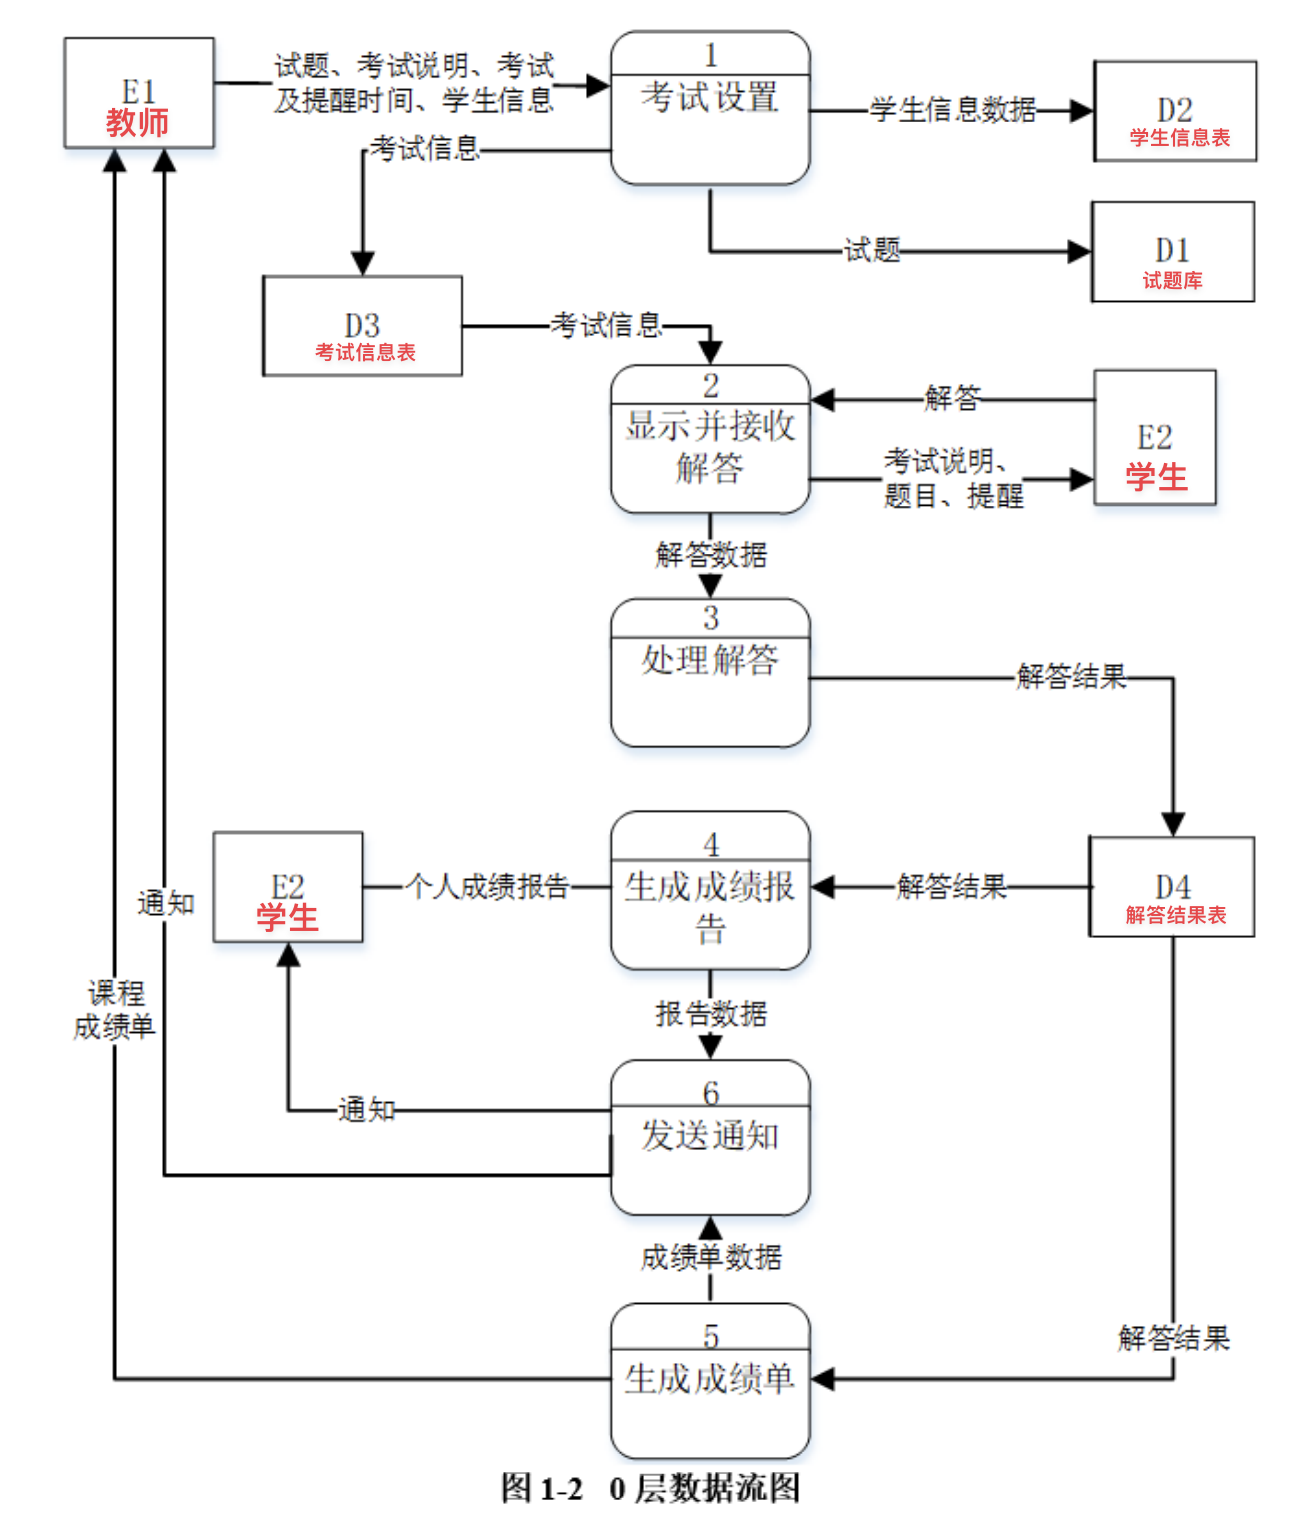 E1
教师
试题、考试说明、考试
及提醒时间、学生信息
1
考试设置
学生信息数据
D2
学生信息表
考试信息
试题
D1
试题库
D3
考试信息表
考试信息
2
显示并接收
解答
解答
考试说明、
题目、提醒
E2
学生
解答数据
3
处理解答
解答结果
E2
学生
个人成绩报告
4
生成成绩报
告
解答结果
D4
解答结果表
通知
课程
成绩单
报告数据
6
发送通知
通知
成绩单数据
5
生成成绩单
解答结果
图 1-2 0 层数据流图